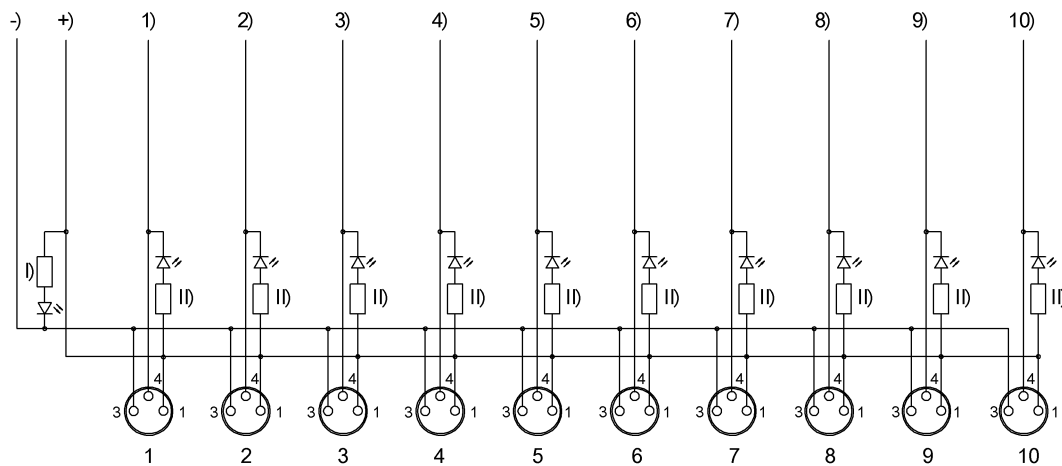 -) +) 1) 2) 3) 4) 5) 6) 7) 8) 9) 10)
I) II) II) II) II) II) II) II) II) II) II)
4 4 4 4 4 4 4 4 4 4
3 1 3 1 3 1 3 1 3 1 3 1 3 1 3 1 3 1 3 1
1 2 3 4 5 6 7 8 9 10